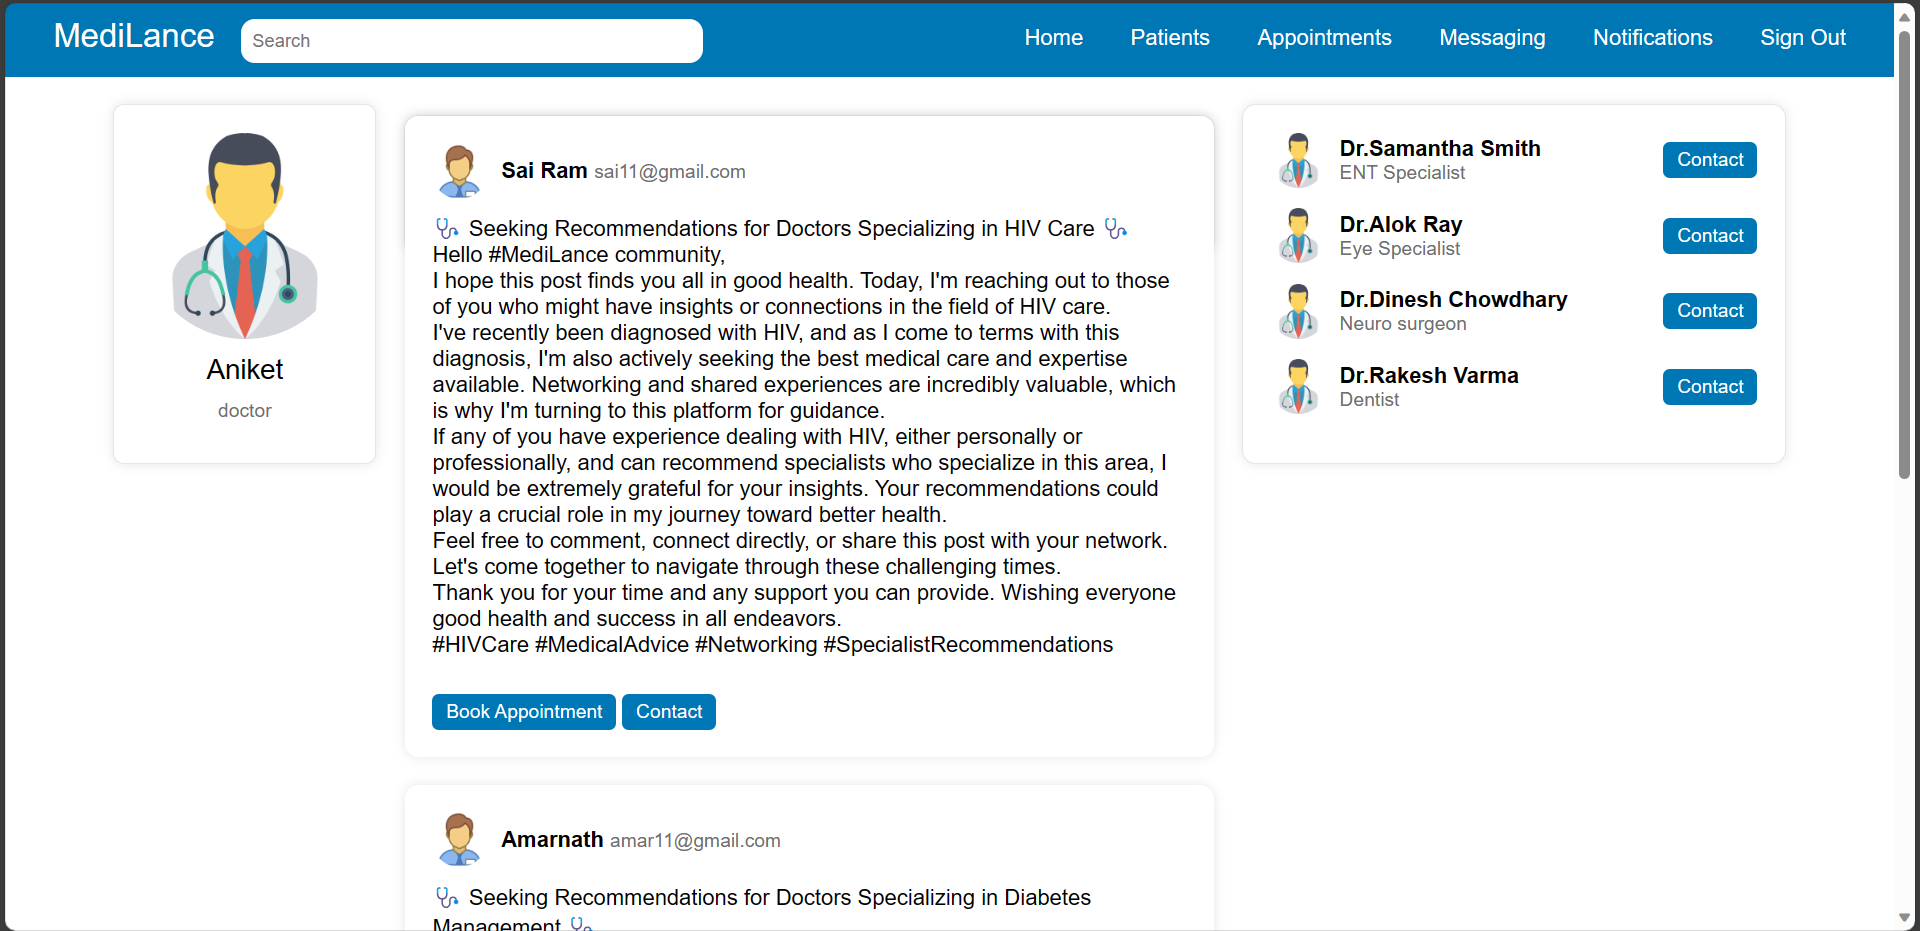 MediLance
Search
Home
Patients
Appointments
Messaging
Notifications
Sign Out
Aniket
doctor
Sai Ram sai11@gmail.com
Seeking Recommendations for Doctors Specializing in HIV Care
Hello #MediLance community,
I hope this post finds you all in good health. Today, I'm reaching out to those
of you who might have insights or connections in the field of HIV care.
I've recently been diagnosed with HIV, and as I come to terms with this
diagnosis, I'm also actively seeking the best medical care and expertise
available. Networking and shared experiences are incredibly valuable, which
is why I'm turning to this platform for guidance.
If any of you have experience dealing with HIV, either personally or
professionally, and can recommend specialists who specialize in this area, I
would be extremely grateful for your insights. Your recommendations could
play a crucial role in my journey toward better health.
Feel free to comment, connect directly, or share this post with your network.
Let's come together to navigate through these challenging times.
Thank you for your time and any support you can provide. Wishing everyone
good health and success in all endeavors.
#HIVCare #MedicalAdvice #Networking #SpecialistRecommendations
Book Appointment
Contact
Amarnath amar11@gmail.com
Seeking Recommendations for Doctors Specializing in Diabetes
Management
Dr.Samantha Smith
ENT Specialist
Contact
Dr.Alok Ray
Eye Specialist
Contact
Dr.Dinesh Chowdhary
Neuro surgeon
Contact
Dr.Rakesh Varma
Dentist
Contact